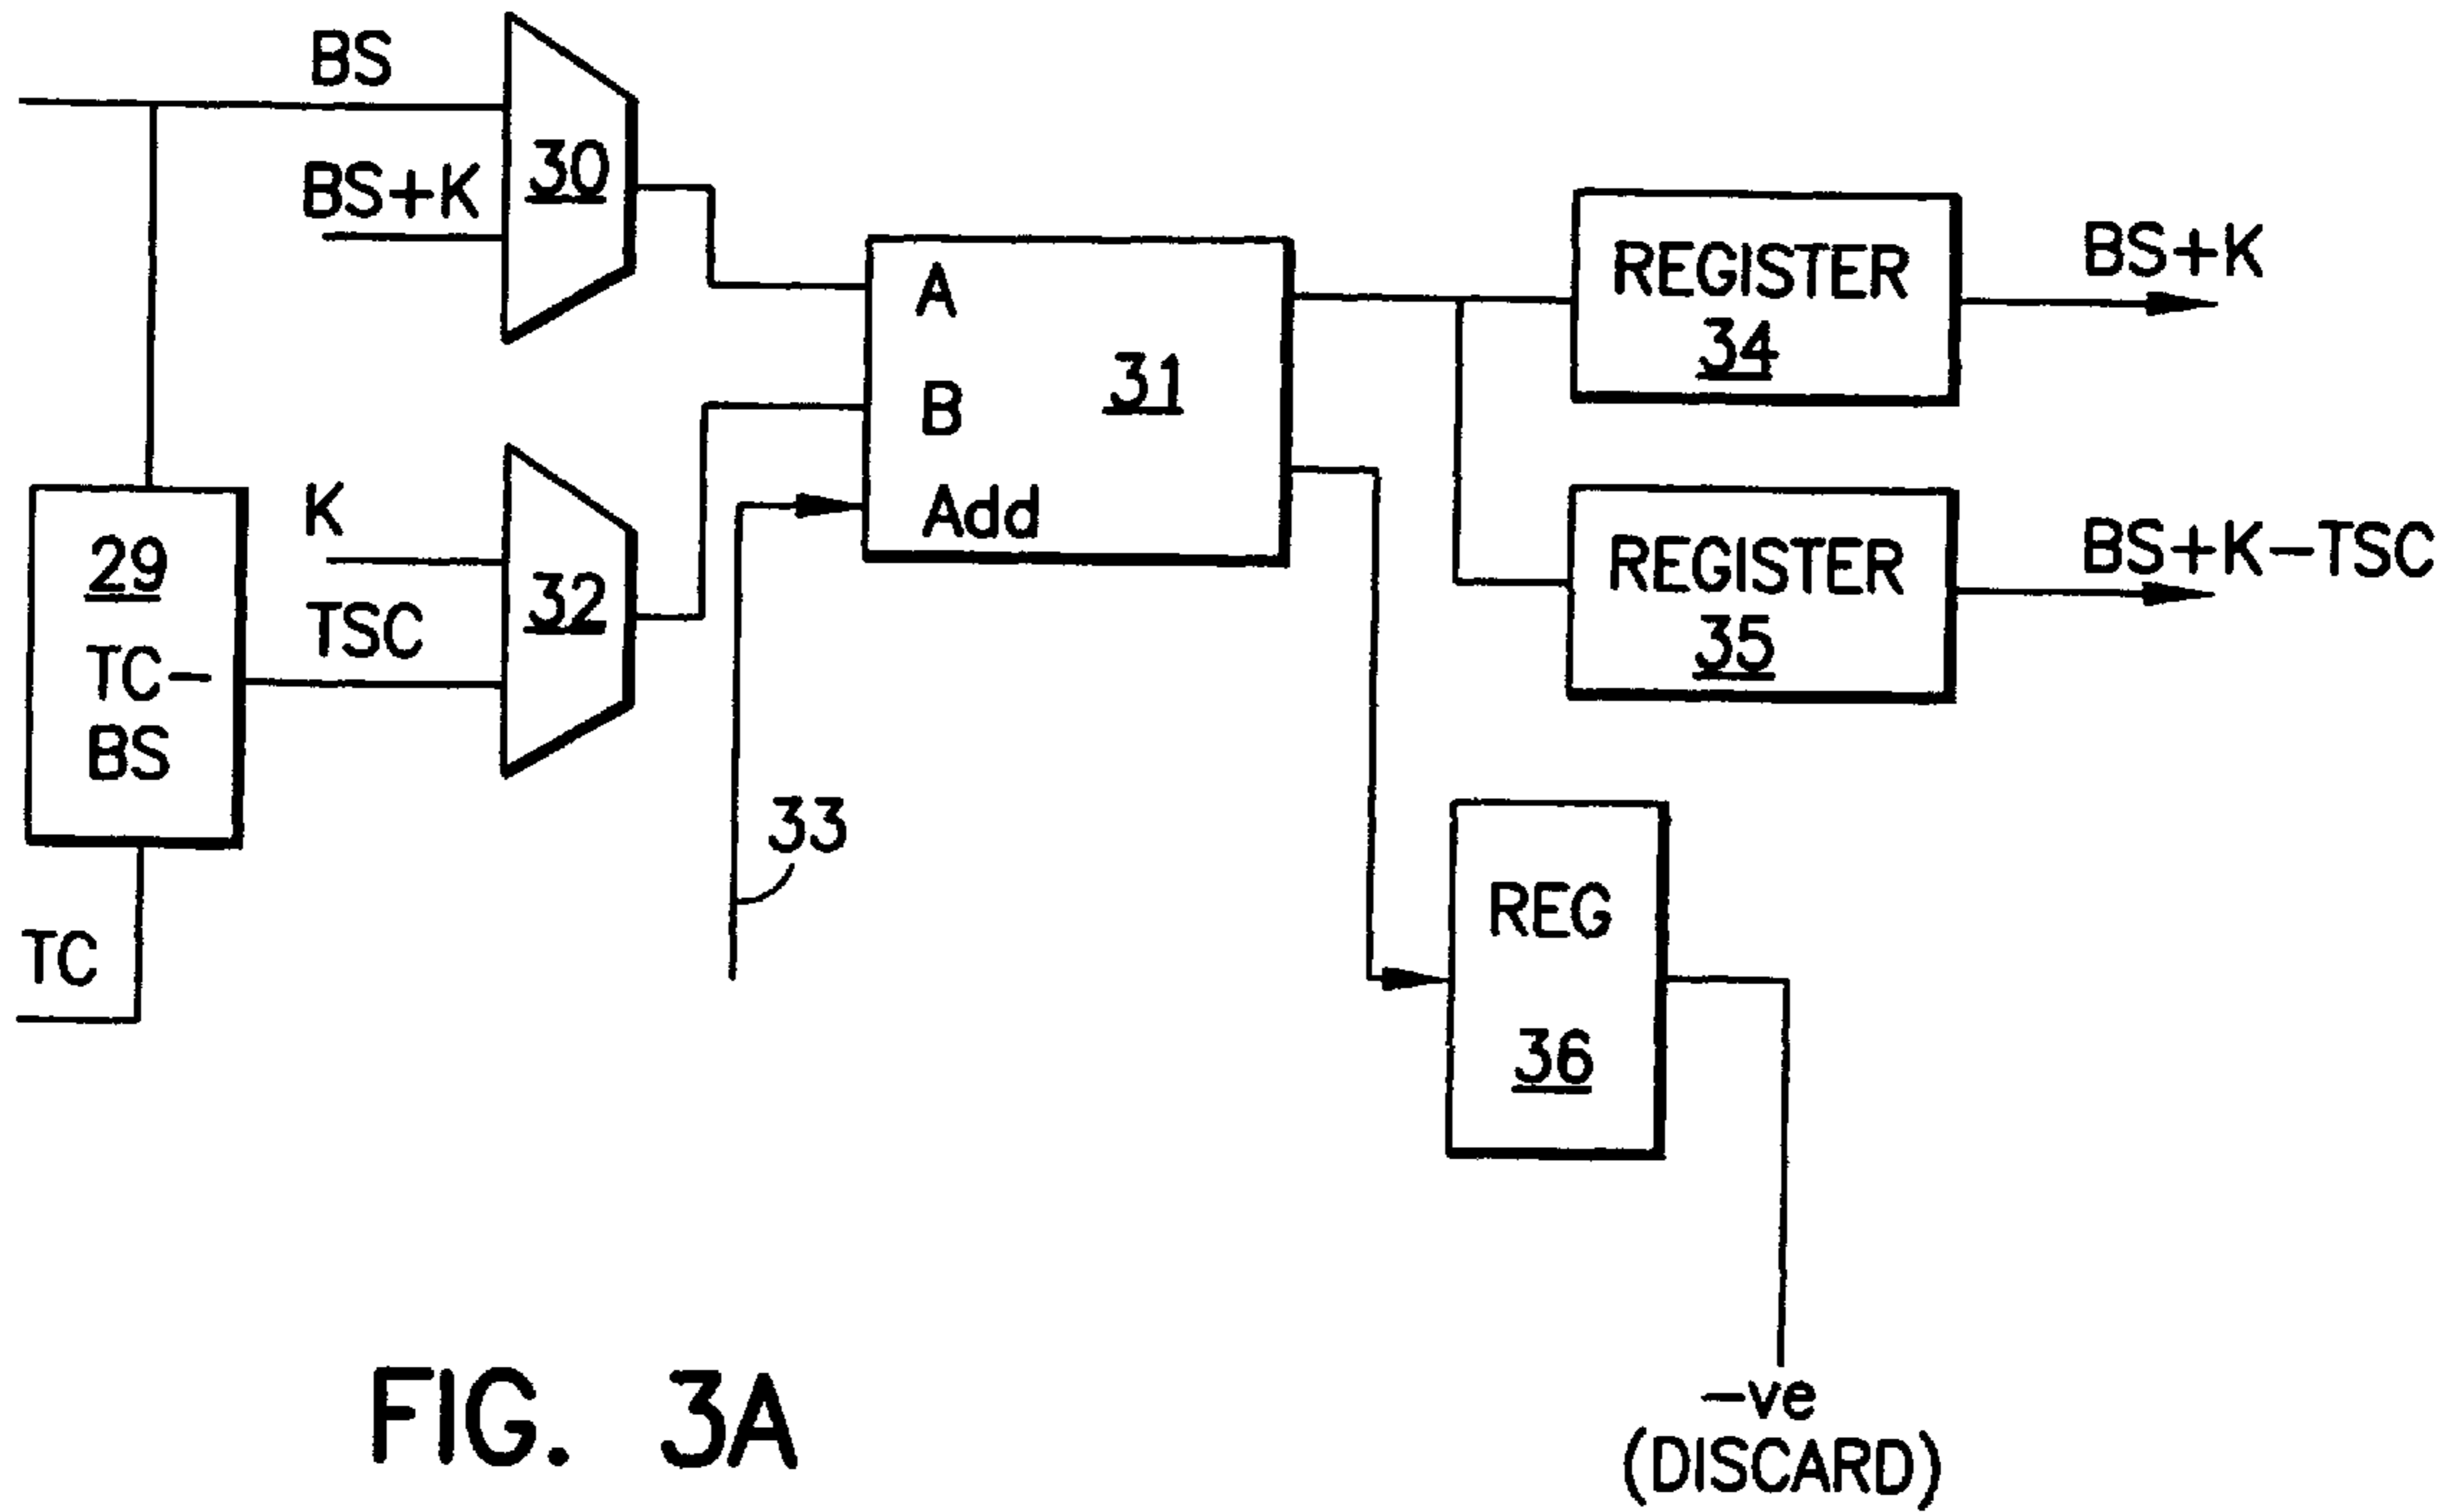 BS
30
BS+K
A
31
B
Add
REGISTER
34
BS+K
K
32
TSC
29
TC-
BS
REGISTER
35
BS+K-TSC
33
TC
REG
36
-ve
(DISCARD)
FIG. 3A